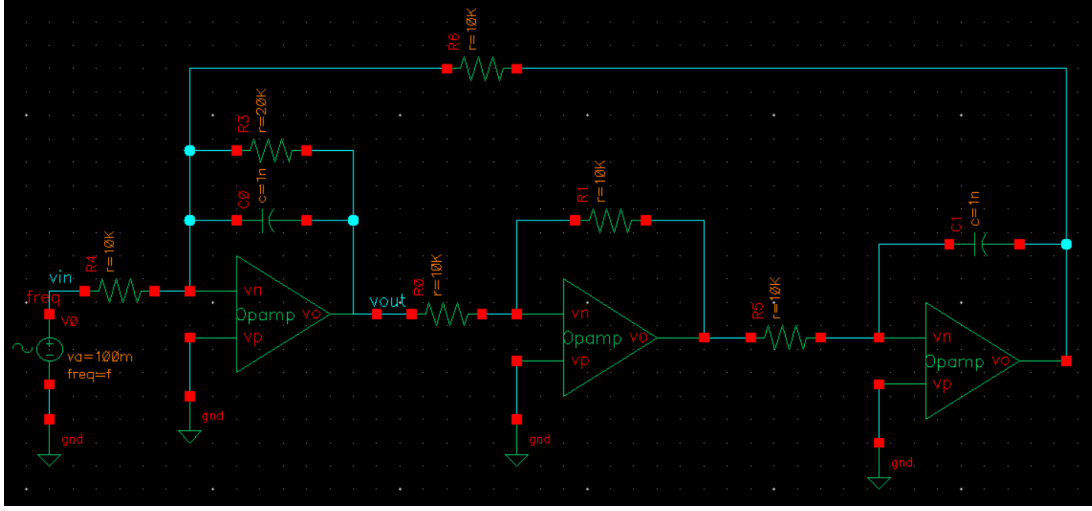 R6
r=10K
R3
r=20K
C0
c=1n
R1
r=10K
C1
c=1n
R4
r=10K
vin
freq
V0
va=100m
freq=f
gnd
vn
Opamp
vo
vp
gnd
vout
R0
r=10K
vn
Opamp
vo
vp
gnd
R5
r=10K
vn
Opamp
vo
vp
gnd